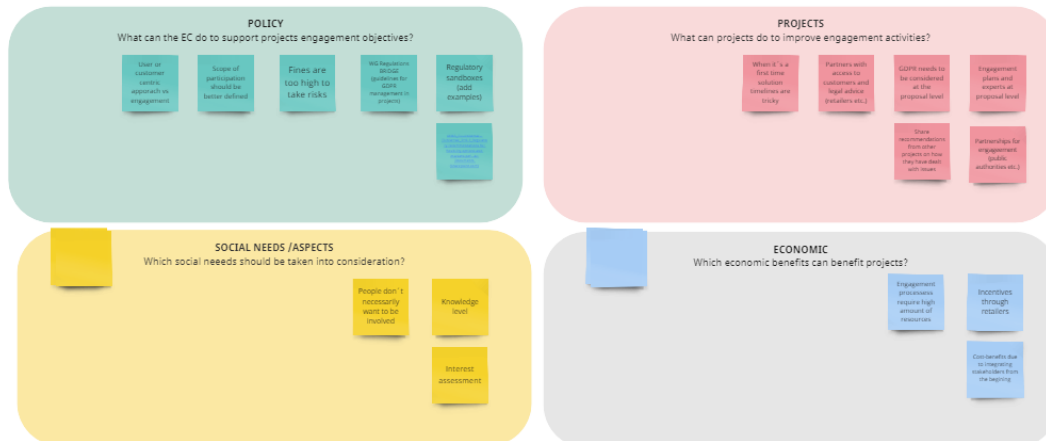 POLICY
What can the EC do to support projects engagement objectives?
User or
customer
centric
apporach vs
engagement
Scope of
participation
should be
better defined
Fines are
too high to
take risks
WG Regulations
BRIDGE
(guidelines for
GDPR
management in
projects)
Regulatory
sandboxes
(add
examples)
PROJECTS
What can projects do to improve engagement activities?
When it´s a
first time
solution
timelines are
tricky
Partners with
access to
customers
and legal advice
(retailers etc.)
GDPR needs to
be considered
at the
proposal level
Engagement
plans and
experts at
proposal level
Share
recommendations
from other
projects on how
they have dealt
with issues
Partnerships for
engagement
(public
authorities etc.)
SOCIAL NEEDS /ASPECTS
Which social neeeds should be taken into consideration?
People don´t
necessarily
want to be
involved
Knowledge
level
Interest
assessment
ECONOMIC
Which economic benefits can benefit projects?
Engagement
processess
require high
amount of
resources
Incentives
through
retailers
Cost-benefits due
to integrating
stakeholders from
the begining